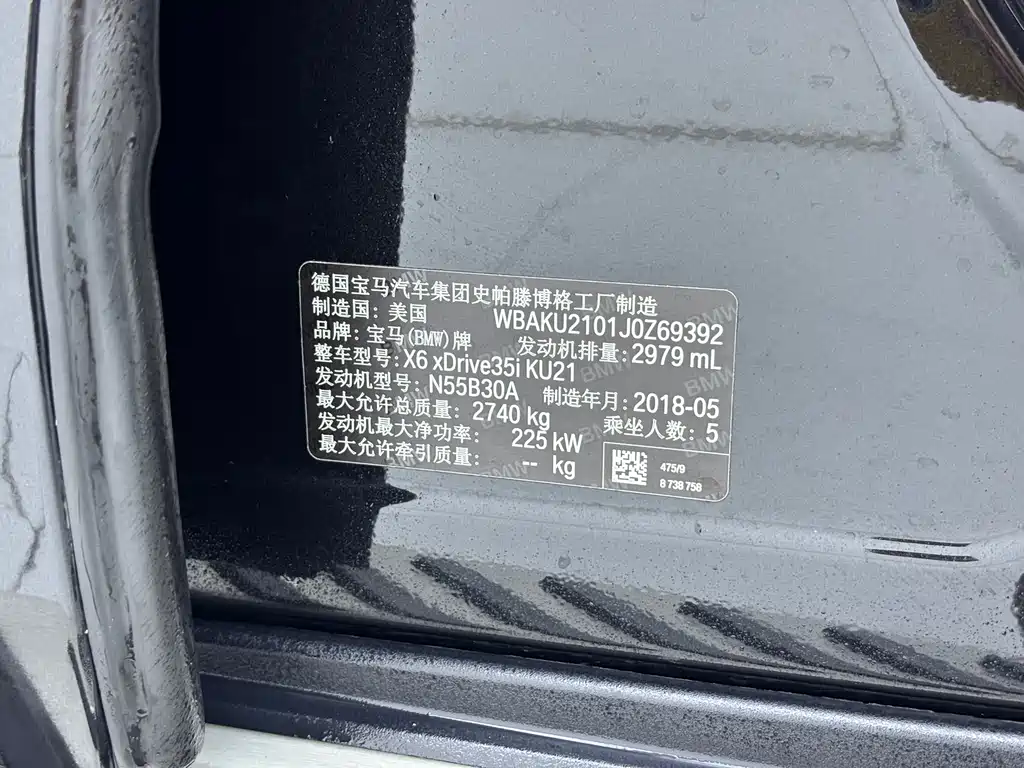 德国宝马汽车集团史帕滕博格工厂制造
制造国: 美国 WBAKU2101J0Z69392
品牌: 宝马(BMW)牌 发动机排量: 2979 mL
整车型号: X6 xDrive35i KU21
发动机型号: N55B30A 制造年月: 2018-05
最大允许总质量: 2740 kg 乘坐人数: 5
发动机最大净功率: 225 kW
最大允许牵引质量: -- kg
475/9
8 738 758